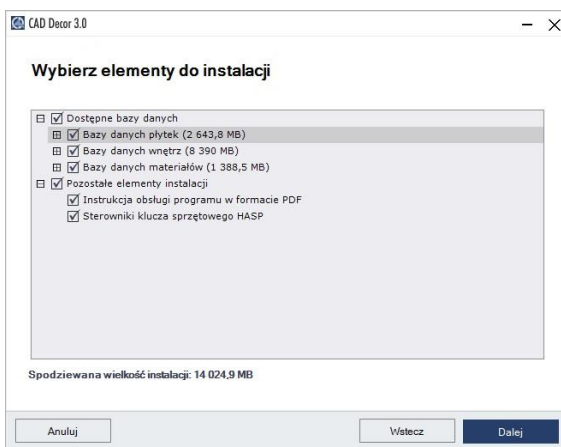 CAD Decor 3.0
Wybierz elementy do instalacji
Dostępne bazy danych
Bazy danych płytek (2 643,8 MB)
Bazy danych wnętrz (8 390 MB)
Bazy danych materiałów (1 388,5 MB)
Pozostałe elementy instalacji
Instrukcja obsługi programu w formacie PDF
Sterowniki klucza sprzętowego HASP
Spodziewana wielkość instalacji: 14 024,9 MB
Anuluj Wstecz Dalej